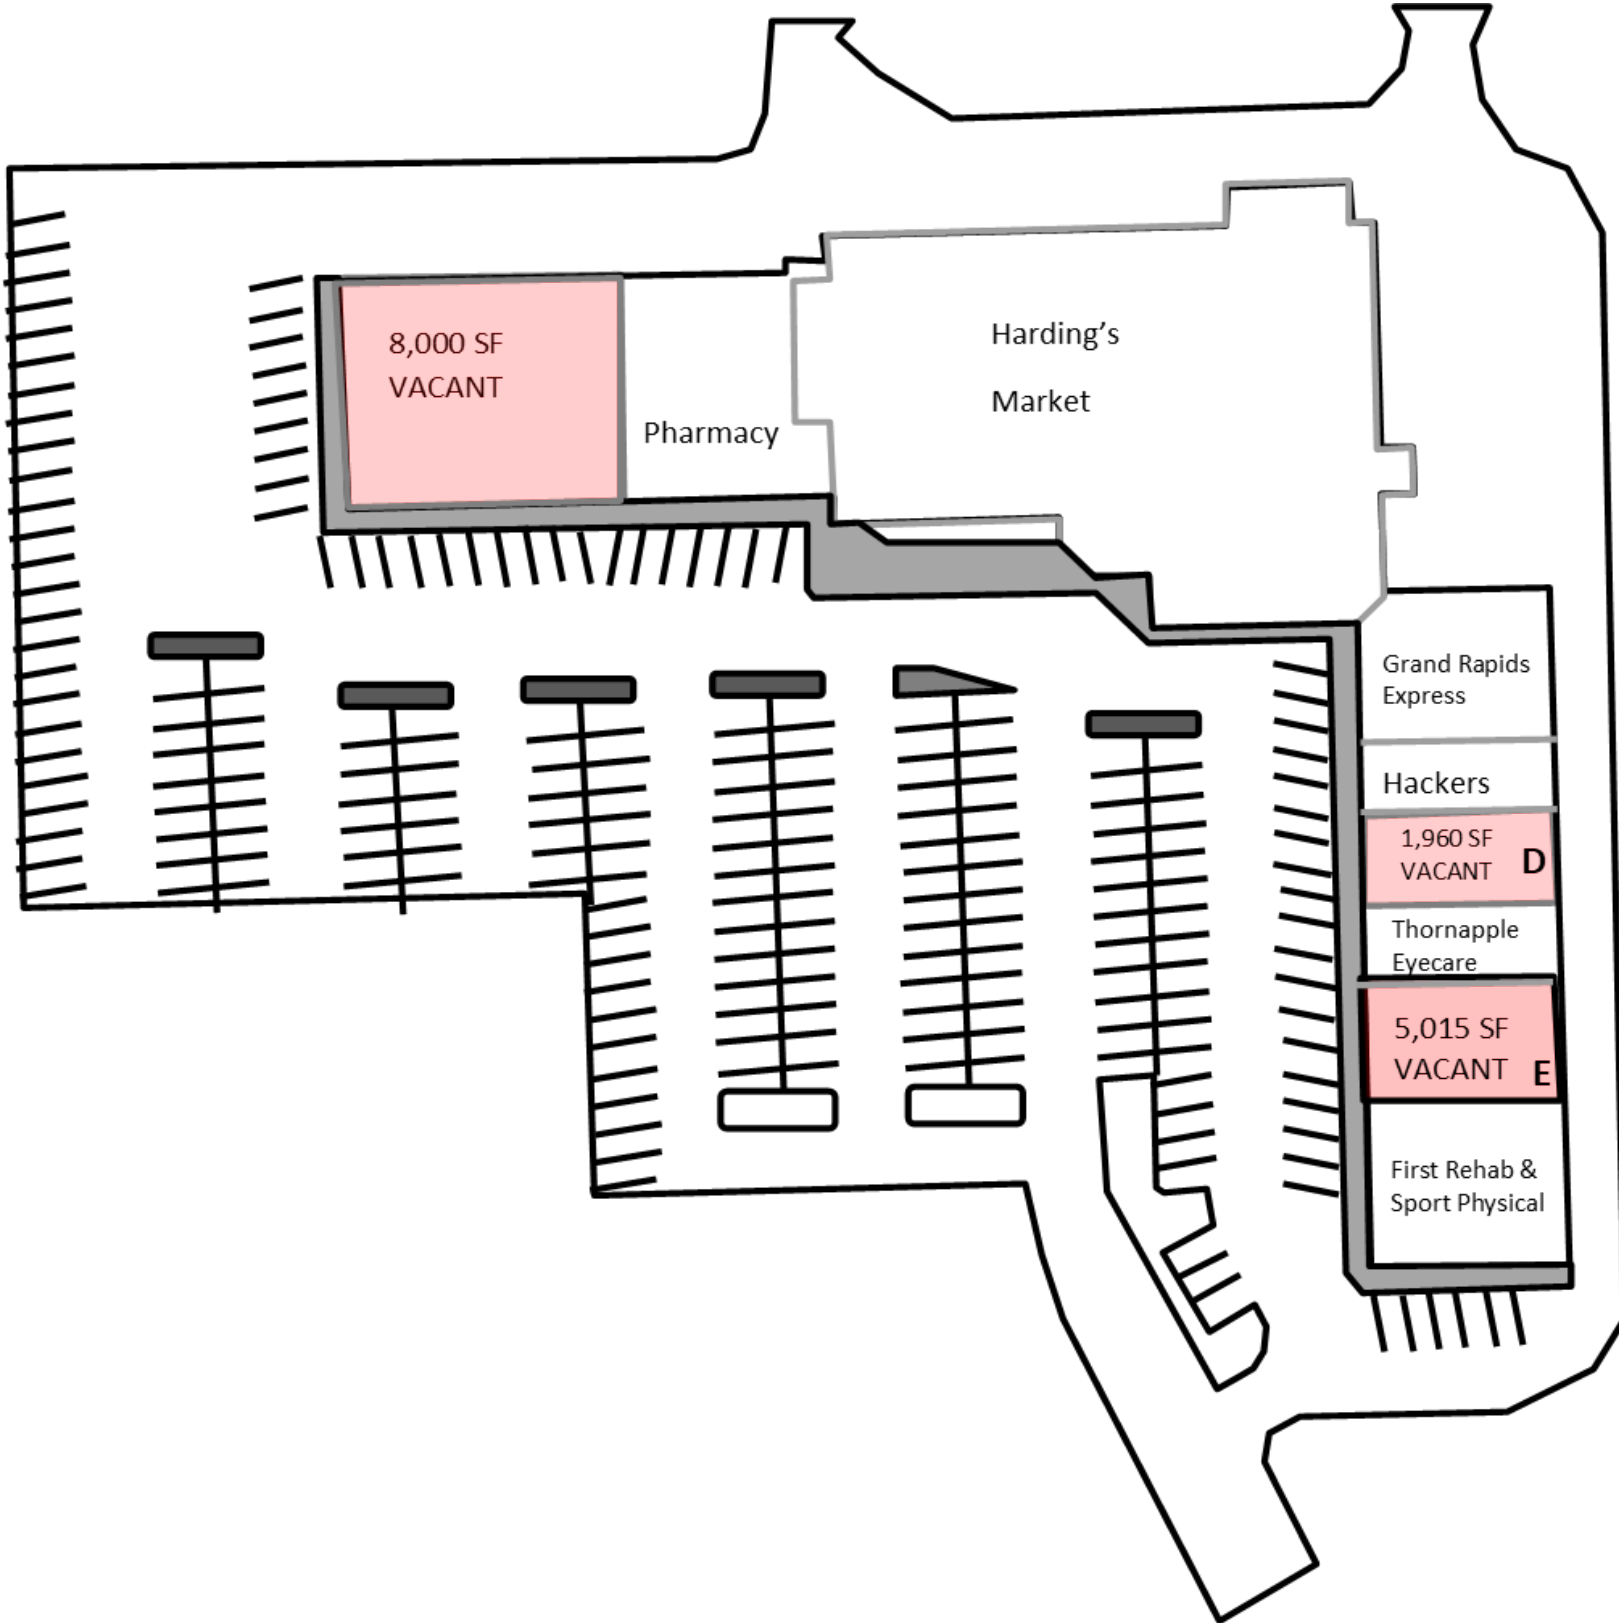 8,000 SF
VACANT
Pharmacy
Harding’s
Market
Grand Rapids
Express
Hackers
1,960 SF
VACANT
D
Thornapple
Eyecare
5,015 SF
VACANT
E
First Rehab &
Sport Physical